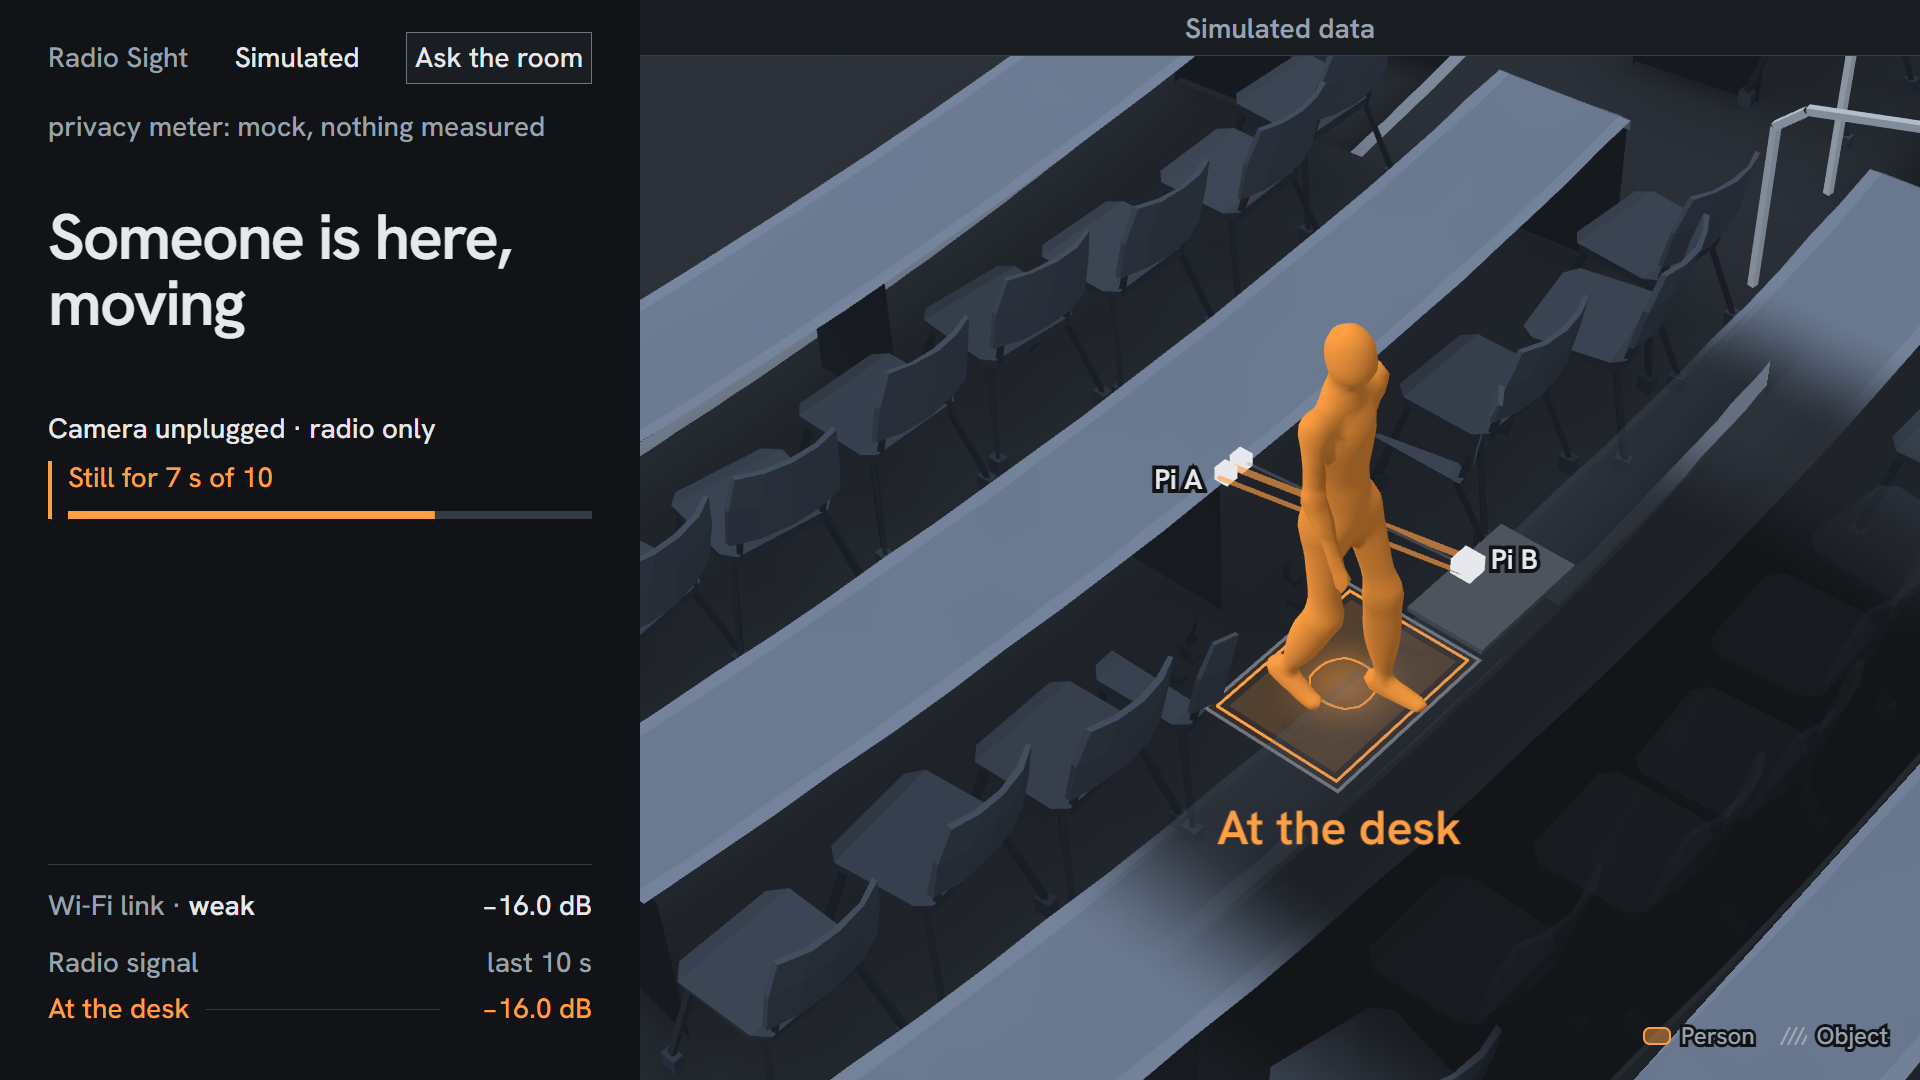 Radio Sight
Simulated
Ask the room
privacy meter: mock, nothing measured
Someone is here,
moving
Camera unplugged · radio only
Still for 7 s of 10
Wi-Fi link · weak
−16.0 dB
Radio signal
last 10 s
At the desk
−16.0 dB
Simulated data
Pi A
Pi B
At the desk
Person
Object